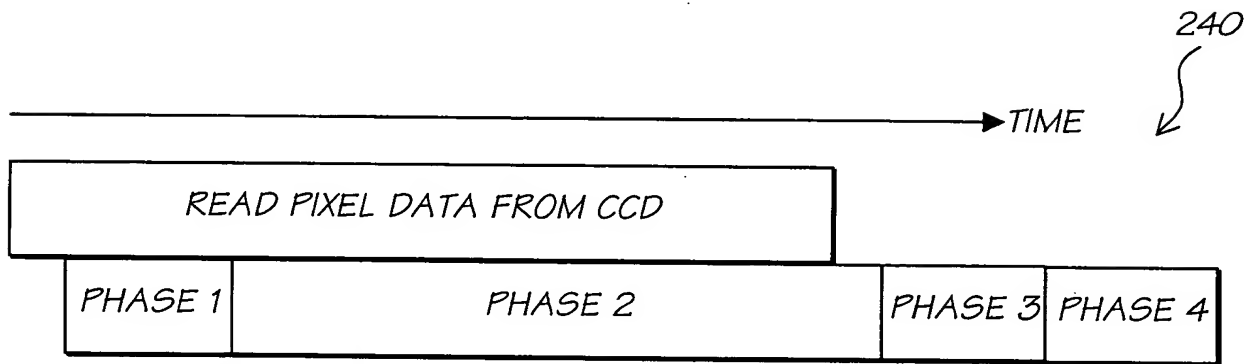 240
TIME
READ PIXEL DATA FROM CCD
PHASE 1 PHASE 2 PHASE 3 PHASE 4